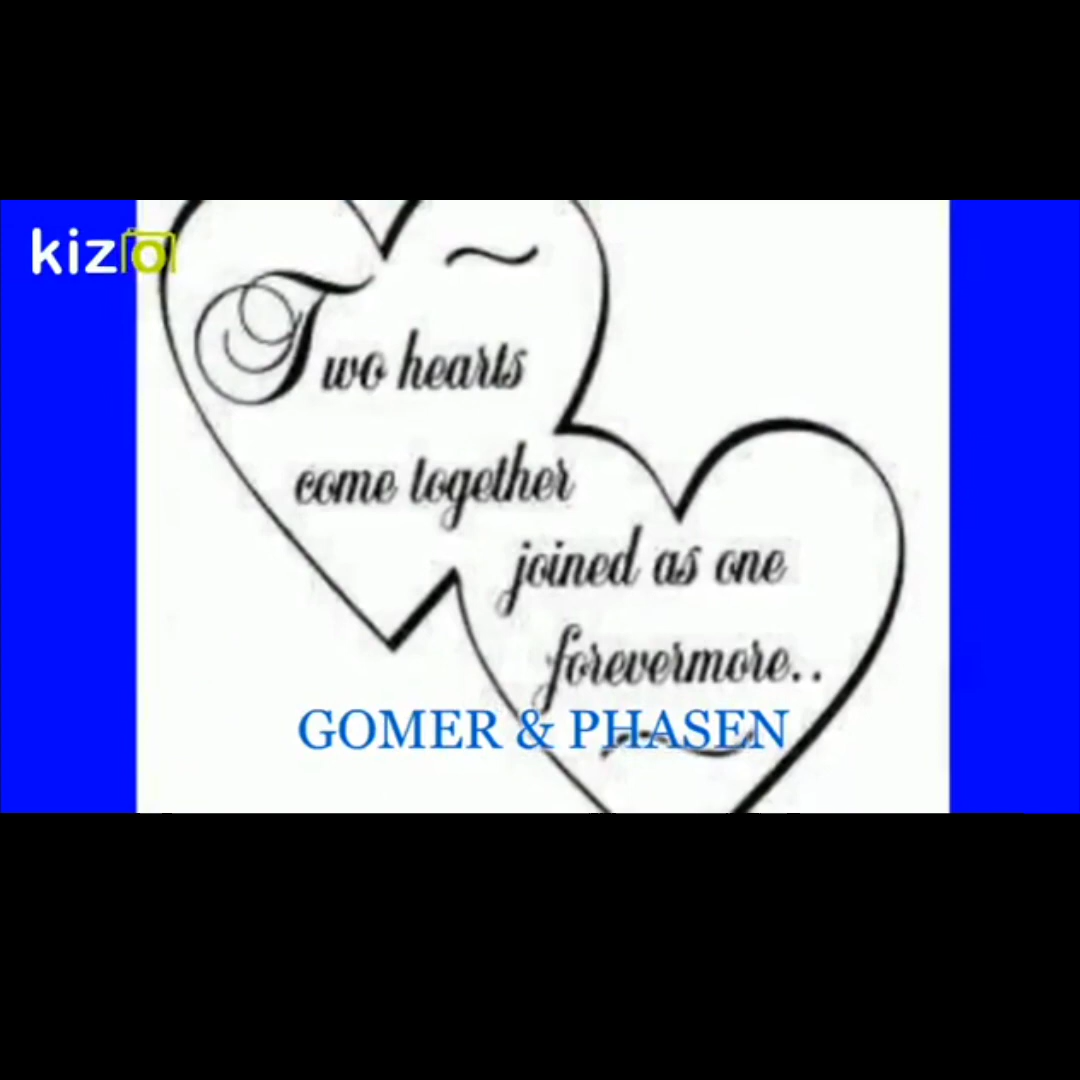 kizoa
~
Two hearts
come together
joined as one
forevermore..
GOMER & PHASEN
~